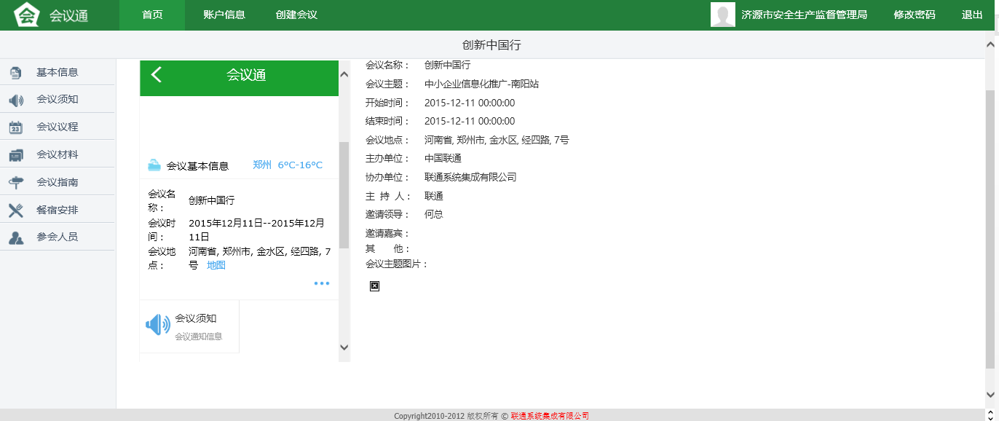 会议通 首页 账户信息 创建会议 济源市安全生产监督管理局 修改密码 退出
创新中国行
基本信息
会议须知
23 会议议程
会议材料
会议指南
餐宿安排
参会人员
会议通
会议基本信息 郑州 6°C-16°C
会议名称： 创新中国行
会议时间： 2015年12月11日--2015年12月11日
会议地点： 河南省, 郑州市, 金水区, 经四路, 7号 地图
会议须知
会议通知信息
会议名称： 创新中国行
会议主题： 中小企业信息化推广-南阳站
开始时间： 2015-12-11 00:00:00
结束时间： 2015-12-11 00:00:00
会议地点： 河南省, 郑州市, 金水区, 经四路, 7号
主办单位： 中国联通
协办单位： 联通系统集成有限公司
主 持 人： 联通
邀请领导： 何总
邀请嘉宾：
其 他：
会议主题图片：
Copyright2010-2012 版权所有 © 联通系统集成有限公司